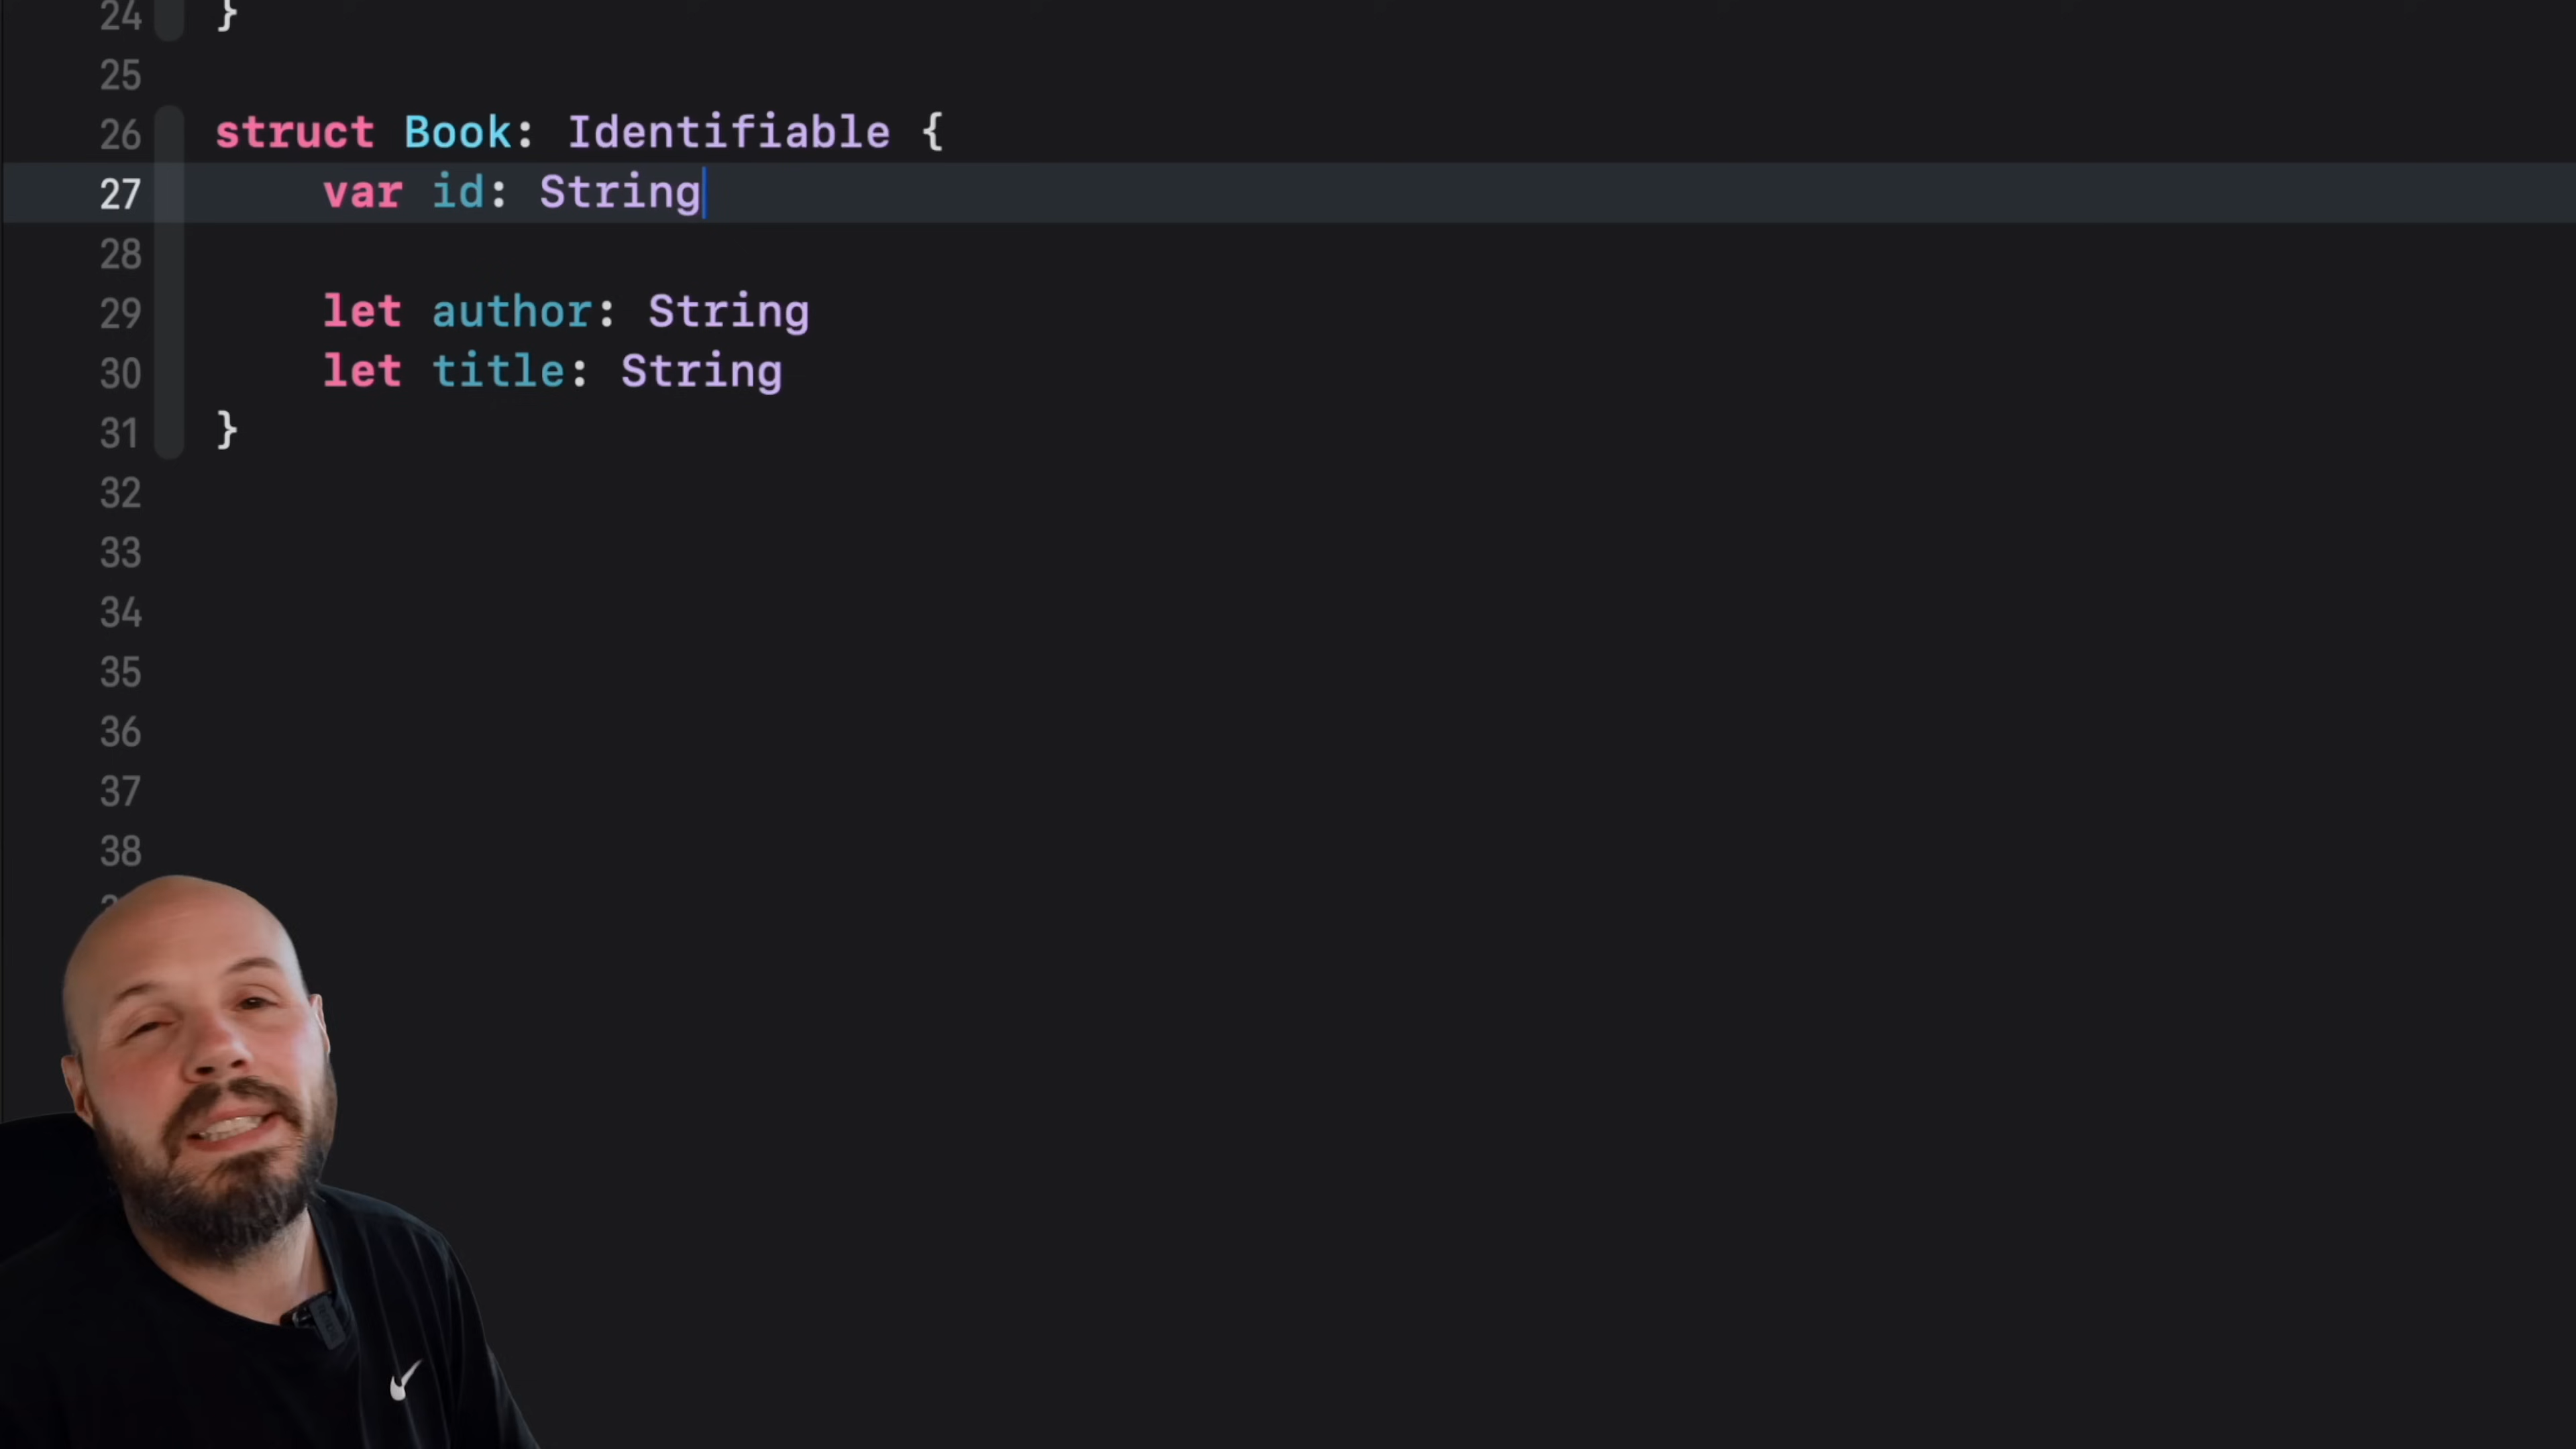 24 }
25
26 struct Book: Identifiable {
27 var id: String
28
29 let author: String
30 let title: String
31 }
32
33
34
35
36
37
38